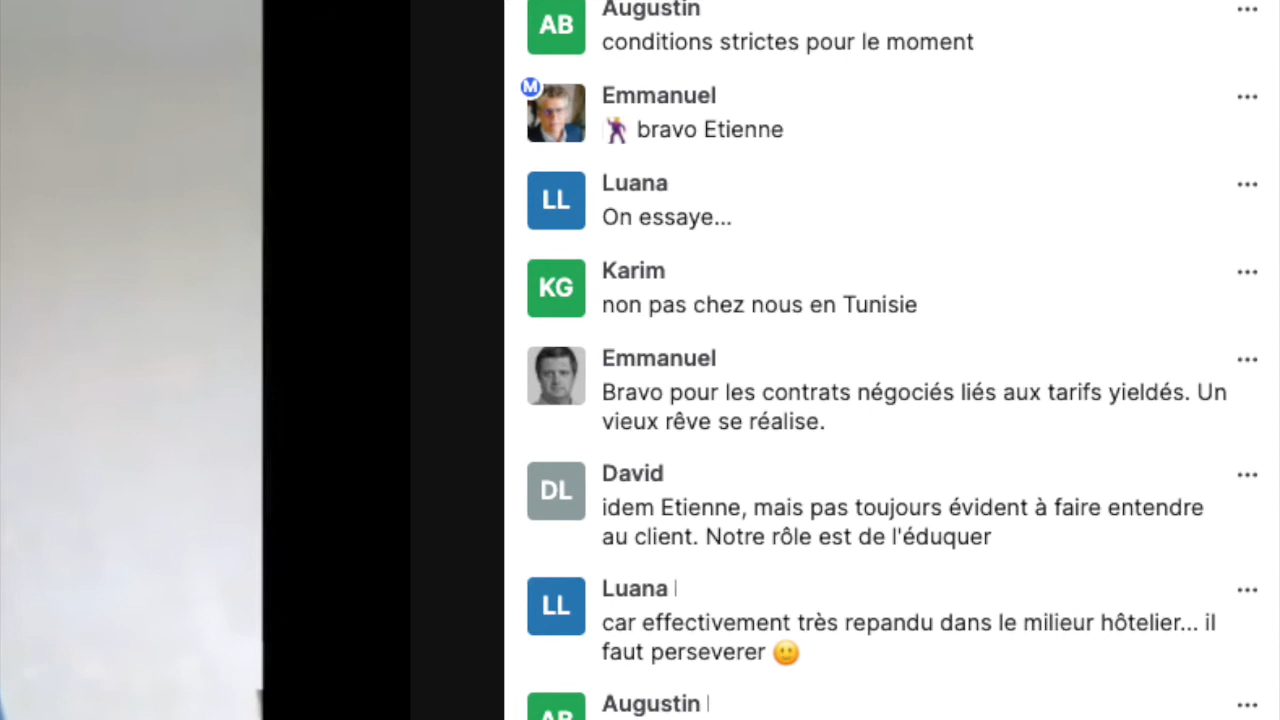 AB
Augustin
conditions strictes pour le moment
M
Emmanuel
bravo Etienne
LL
Luana
On essaye...
KG
Karim
non pas chez nous en Tunisie
Emmanuel
Bravo pour les contrats négociés liés aux tarifs yieldés. Un
vieux rêve se réalise.
DL
David
idem Etienne, mais pas toujours évident à faire entendre
au client. Notre rôle est de l'éduquer
LL
Luana
car effectivement très repandu dans le milieur hôtelier... il
faut perseverer 🙂
AB
Augustin